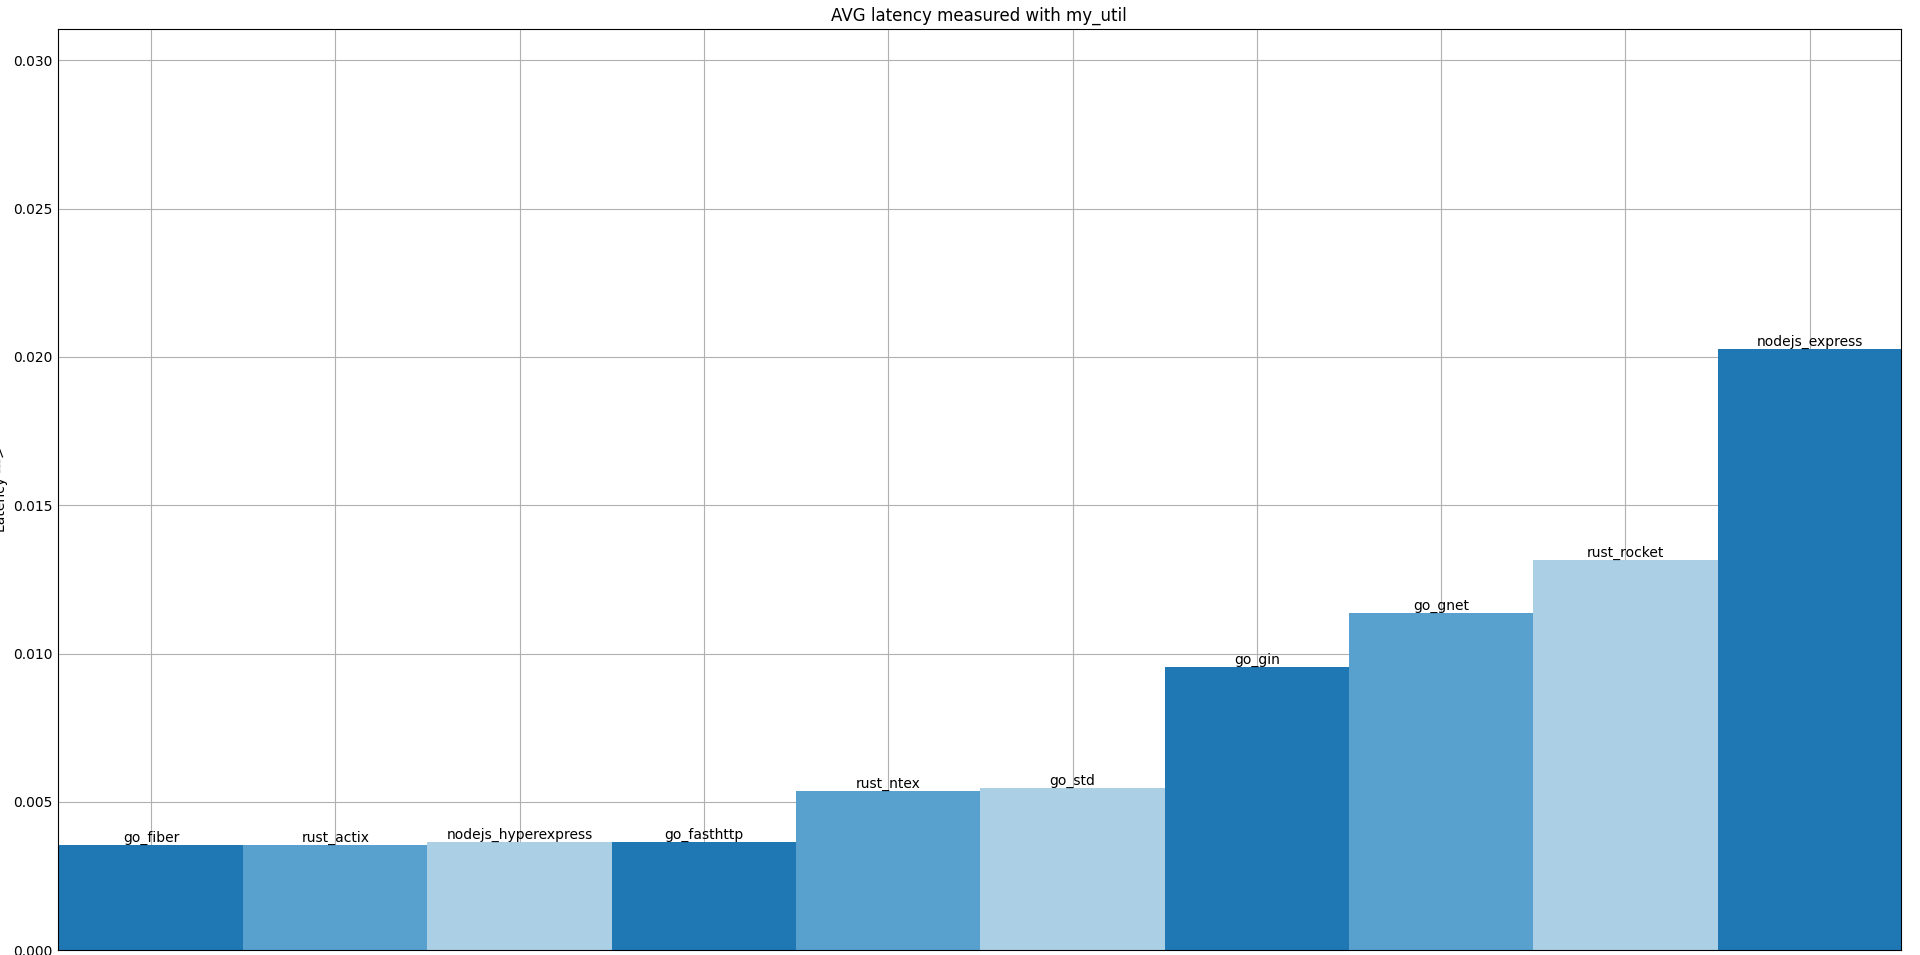 AVG latency measured with my_util
0.030
0.025
0.020
0.015
0.010
0.005
0.000
Latency
go_fiber
rust_actix
nodejs_hyperexpress
go_fasthttp
rust_ntex
go_std
go_gin
go_gnet
rust_rocket
nodejs_express